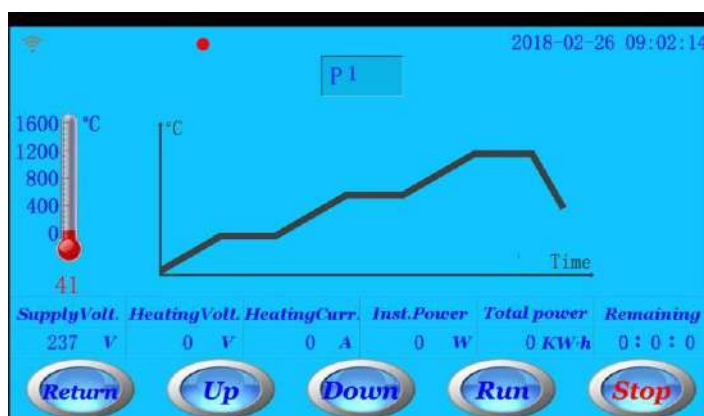 2018-02-26 09:02:14
P1
1600 °C
1200
800
400
0
41
°C
Time
SupplyVolt. HeatingVolt. HeatingCurr. Inst.Power Total power Remaining
237 V 0 V 0 A 0 W 0 KW·h 0:0:0
Return Up Down Run Stop